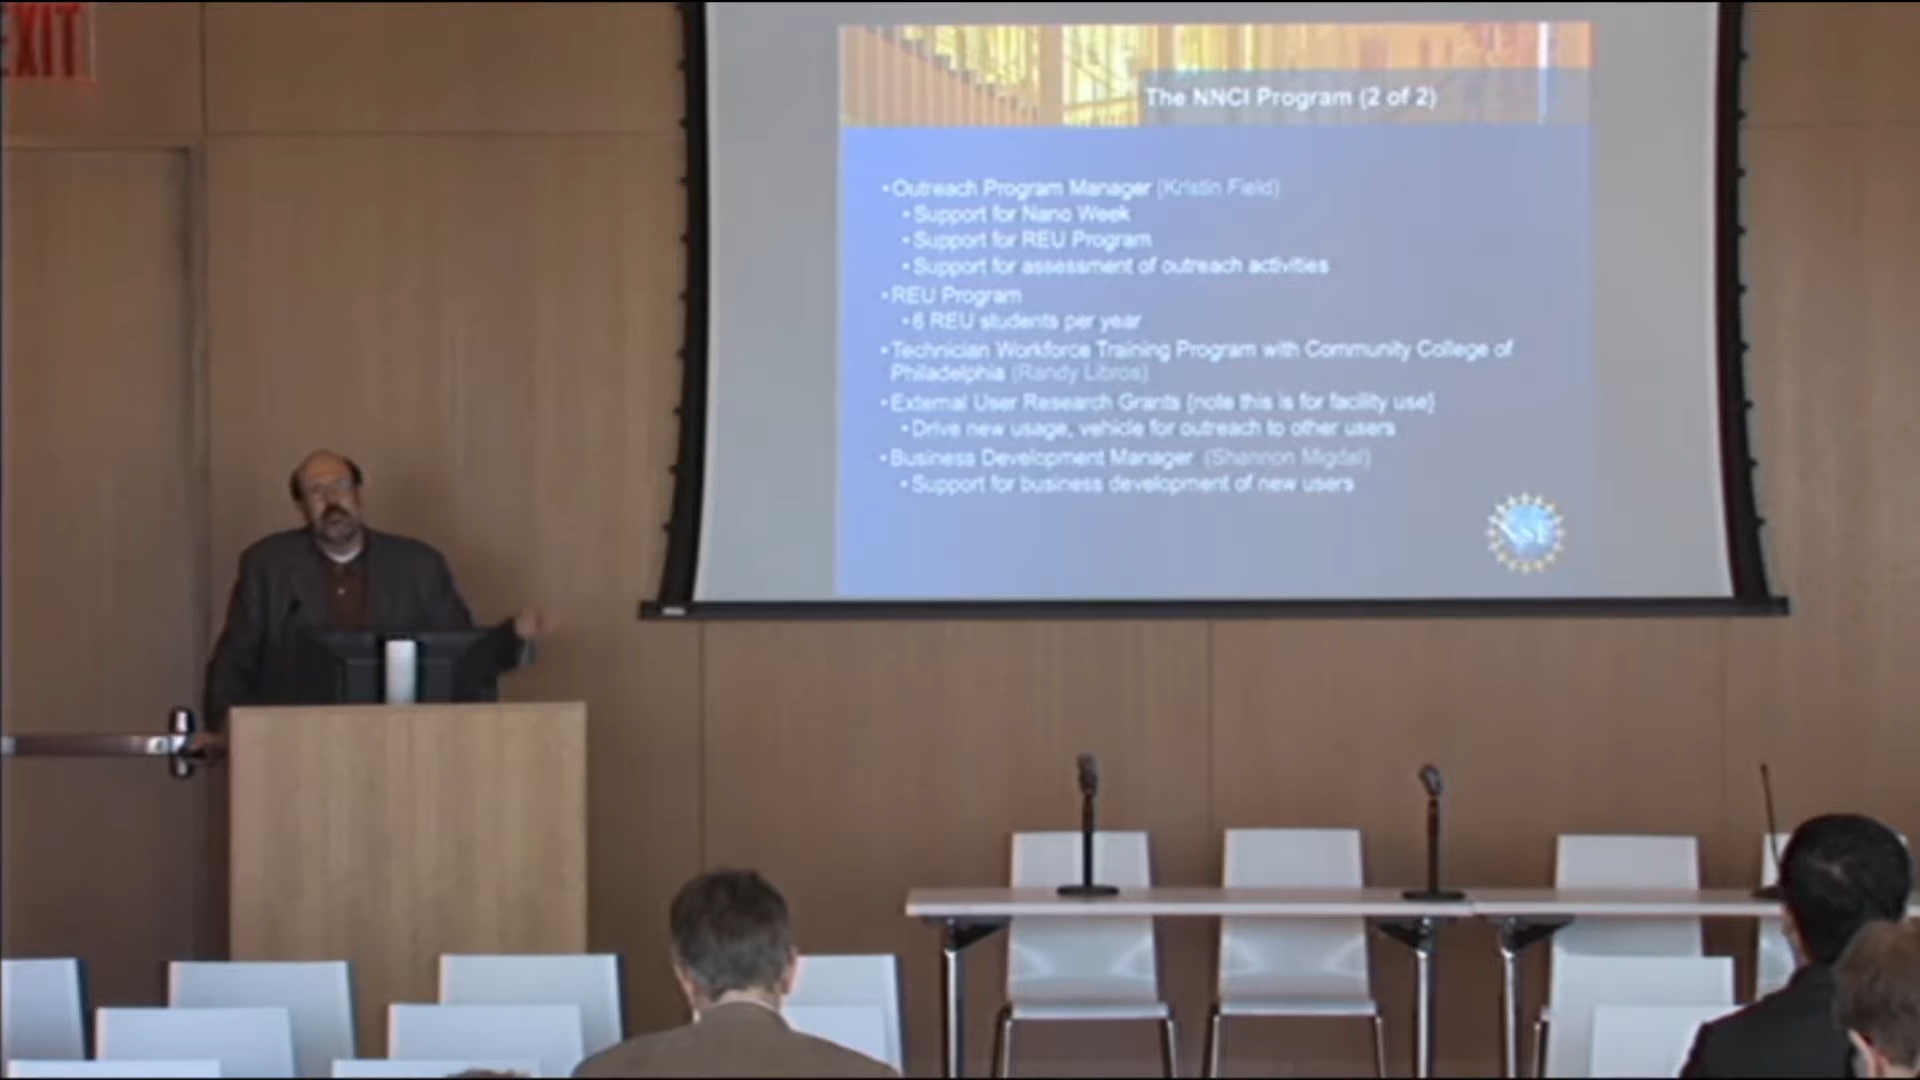 EXIT
The NNCI Program (2 of 2)
•Outreach Program Manager (Kristin Field)
•Support for Nano Week
•Support for REU Program
•Support for assessment of outreach activities
•REU Program
•6 REU students per year
•Technician Workforce Training Program with Community College of
Philadelphia (Randy Libros)
•External User Research Grants (note this is for facility use)
•Drive new usage, vehicle for outreach to other users
•Business Development Manager (Shannon Migdal)
•Support for business development of new users
NSF